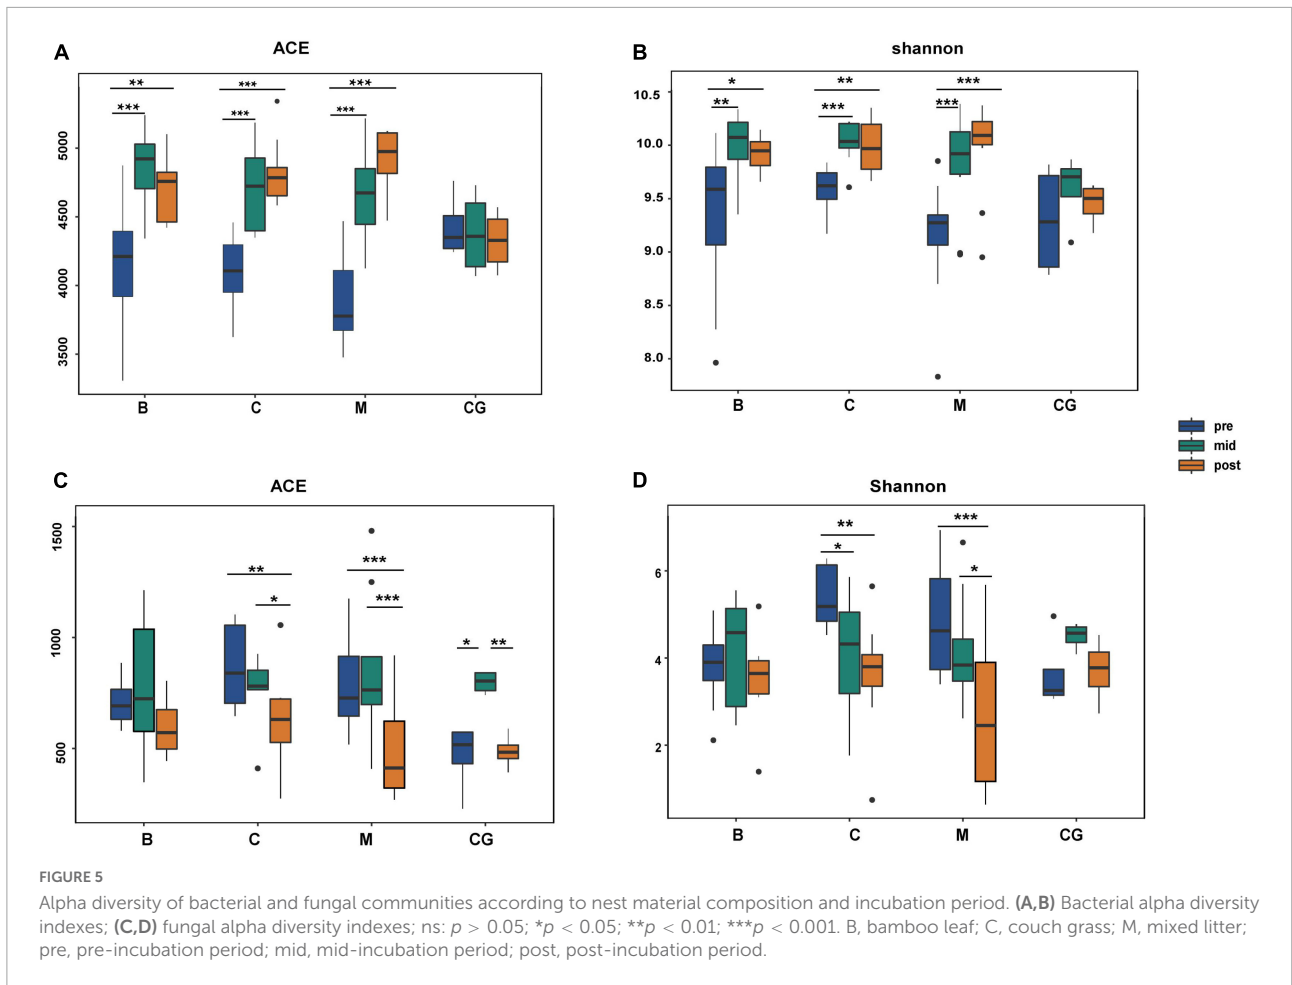 A
ACE
**
***
***
***
***
***
5000
4500
4000
3500
B
C
M
CG
B
shannon
*
**
**
***
***
***
10.5
10.0
9.5
9.0
8.5
8.0
B
C
M
CG
pre
mid
post
C
ACE
**
*
***
***
*
**
1500
1000
500
B
C
M
CG
D
Shannon
**
*
***
*
6
4
2
B
C
M
CG
FIGURE 5
Alpha diversity of bacterial and fungal communities according to nest material composition and incubation period. (A,B) Bacterial alpha diversity
indexes; (C,D) fungal alpha diversity indexes; ns: p > 0.05; *p < 0.05; **p < 0.01; ***p < 0.001. B, bamboo leaf; C, couch grass; M, mixed litter;
pre, pre-incubation period; mid, mid-incubation period; post, post-incubation period.